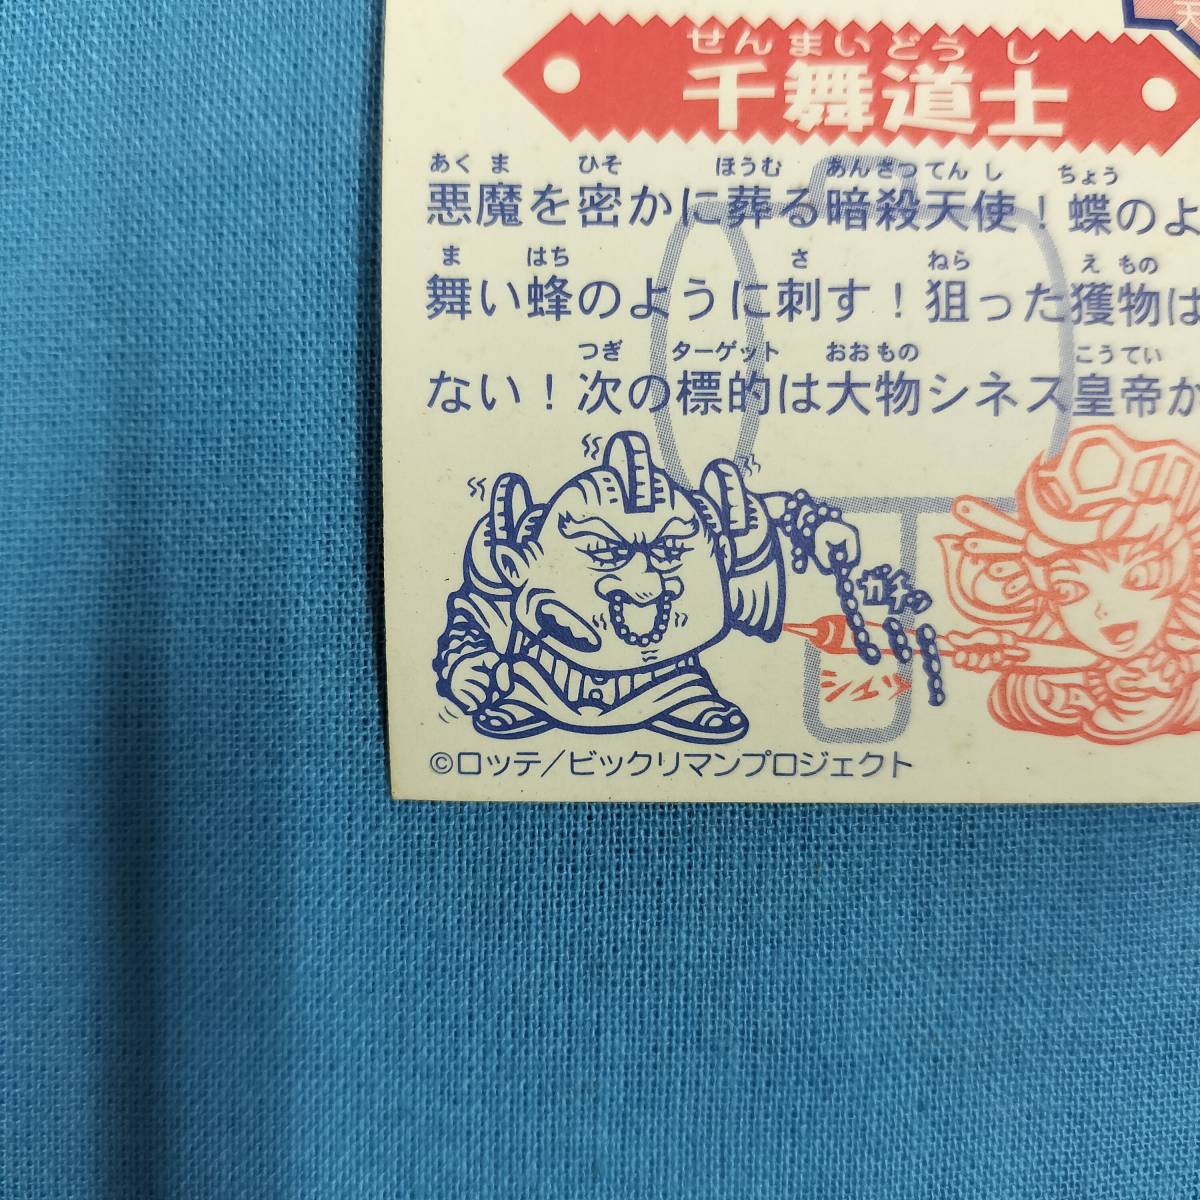 天
せんまいどうし
千舞道士
あくま ひそ ほうむ あんさつてんし ちょう
悪魔を密かに葬る暗殺天使！蝶のよ
ま はち さ ねら えもの
舞い蜂のように刺す！狙った獲物は
つぎ ターゲット おおもの こうてい
ない！次の標的は大物シネス皇帝か
ガチッ
シュッ
©ロッテ/ビックリマンプロジェクト